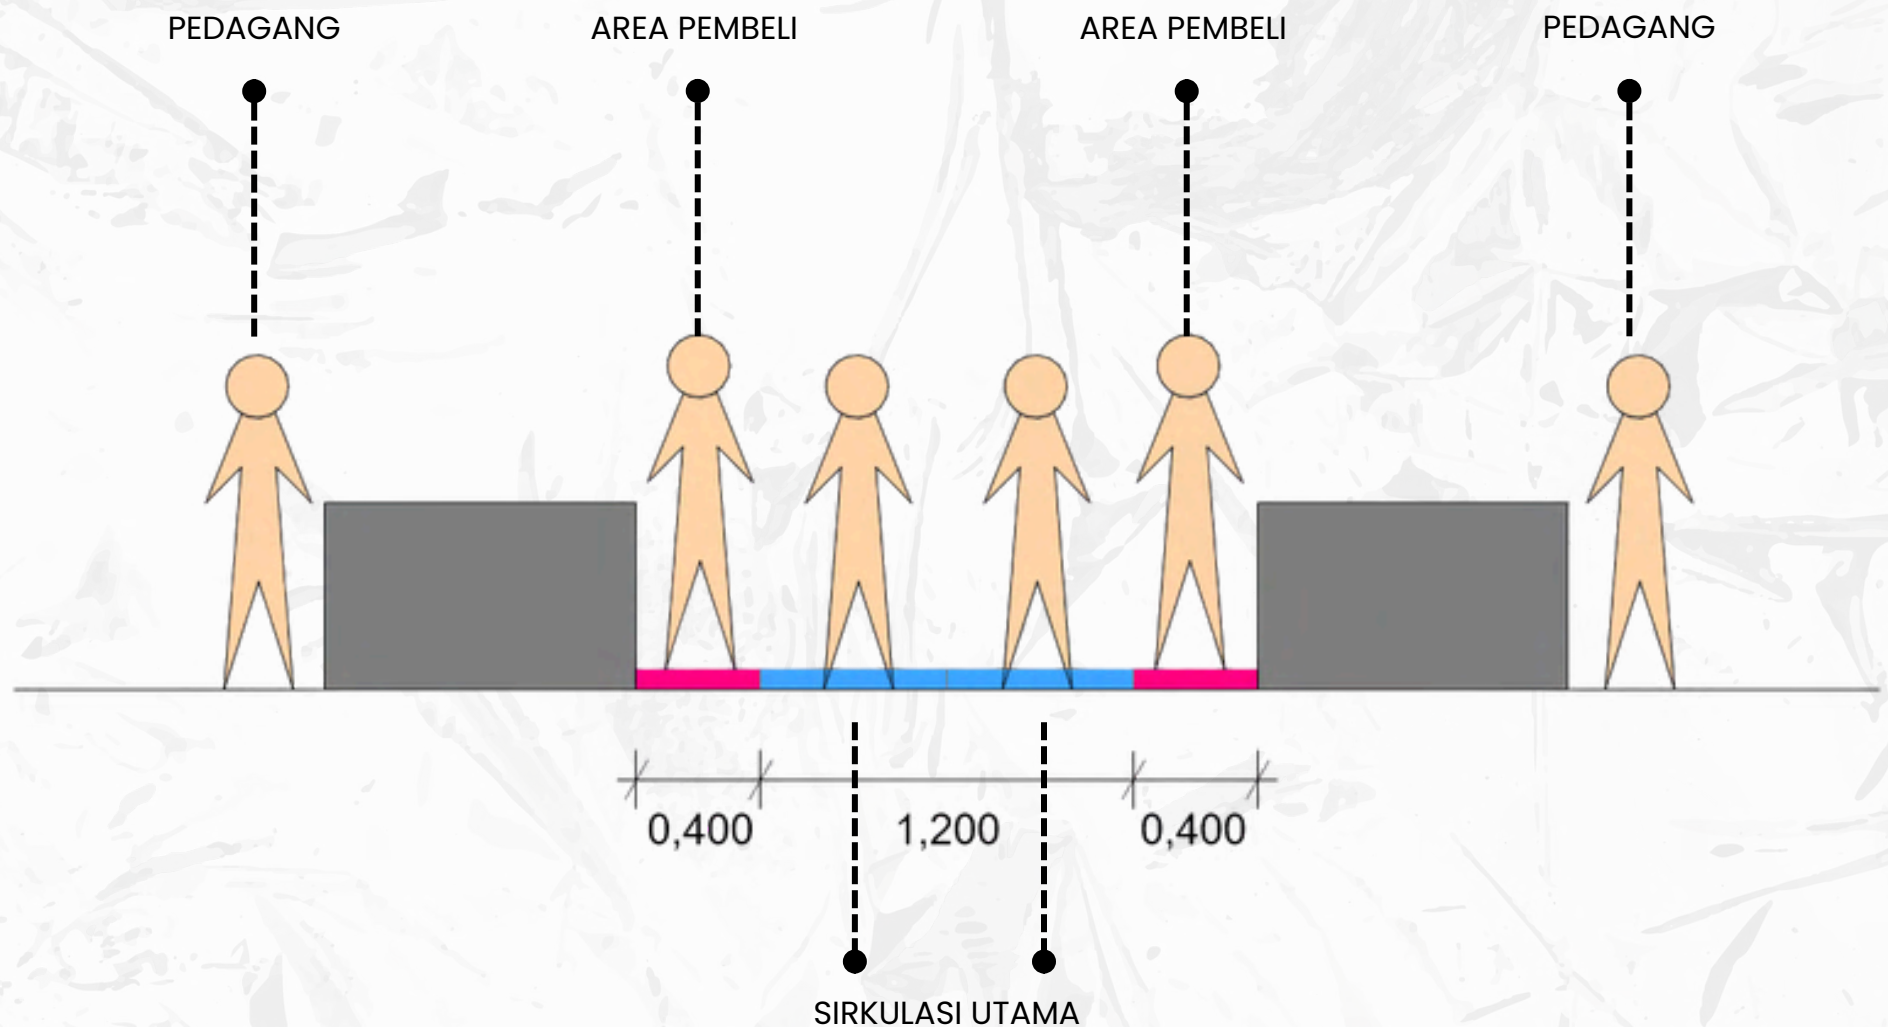 PEDAGANG
AREA PEMBELI
AREA PEMBELI
PEDAGANG
0,400
1,200
0,400
SIRKULASI UTAMA